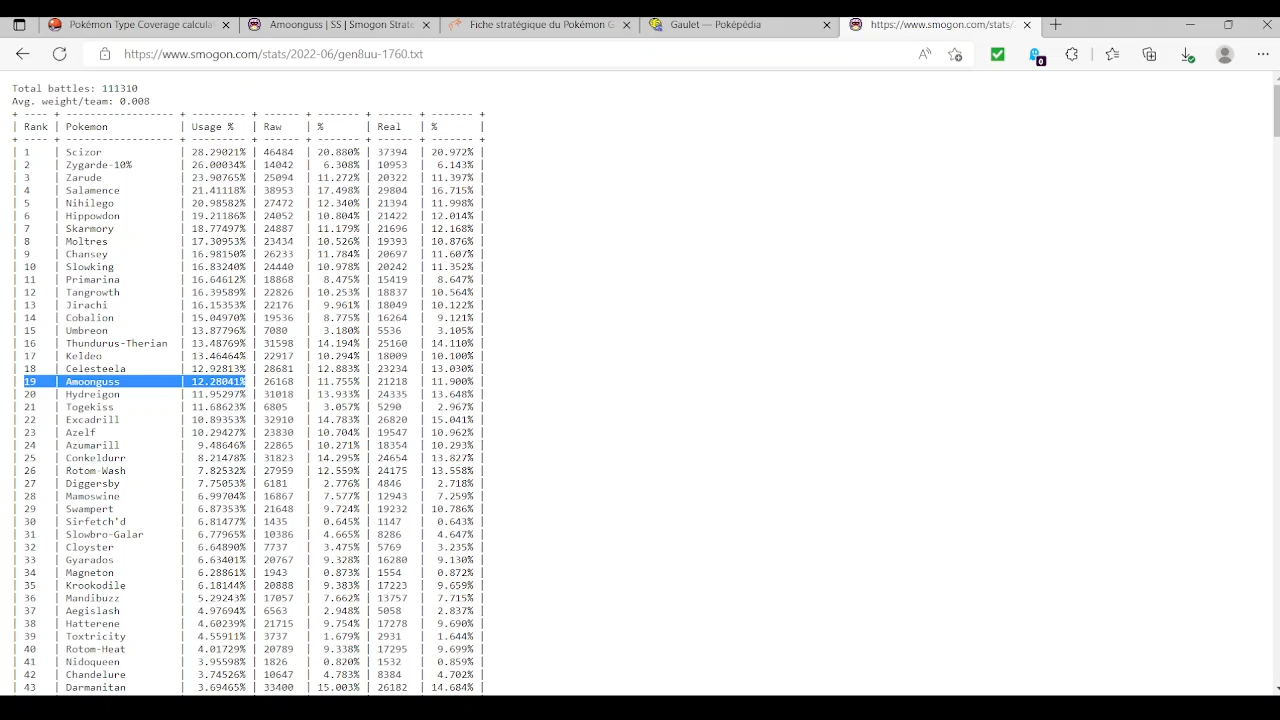 Pokémon Type Coverage calcula
Amoonguss | SS | Smogon Strate
Fiche stratégique du Pokémon G
Gaulet — Poképédia
https://www.smogon.com/stats/
https://www.smogon.com/stats/2022-06/gen8uu-1760.txt
Total battles: 111310
Avg. weight/team: 0.008
+ ---- + ------------------ + --------- + ------ + ------- + ------ + ------- +
| Rank | Pokemon | Usage % | Raw | % | Real | % |
+ ---- + ------------------ + --------- + ------ + ------- + ------ + ------- +
| 1 | Scizor | 28.29021% | 46484 | 20.880% | 37394 | 20.972% |
| 2 | Zygarde-10% | 26.00034% | 14042 | 6.308% | 10953 | 6.143% |
| 3 | Zarude | 23.90765% | 25094 | 11.272% | 20322 | 11.397% |
| 4 | Salamence | 21.41118% | 38953 | 17.498% | 29804 | 16.715% |
| 5 | Nihilego | 20.98582% | 27472 | 12.340% | 21394 | 11.998% |
| 6 | Hippowdon | 19.21186% | 24052 | 10.804% | 21422 | 12.014% |
| 7 | Skarmory | 18.77497% | 24887 | 11.179% | 21696 | 12.168% |
| 8 | Moltres | 17.30953% | 23434 | 10.526% | 19393 | 10.876% |
| 9 | Chansey | 16.98150% | 26233 | 11.784% | 20697 | 11.607% |
| 10 | Slowking | 16.83240% | 24440 | 10.978% | 20242 | 11.352% |
| 11 | Primarina | 16.64612% | 18868 | 8.475% | 15419 | 8.647% |
| 12 | Tangrowth | 16.39589% | 22826 | 10.253% | 18837 | 10.564% |
| 13 | Jirachi | 16.15353% | 22176 | 9.961% | 18049 | 10.122% |
| 14 | Cobalion | 15.04970% | 19536 | 8.775% | 16264 | 9.121% |
| 15 | Umbreon | 13.87796% | 7080 | 3.180% | 5536 | 3.105% |
| 16 | Thundurus-Therian | 13.48769% | 31598 | 14.194% | 25160 | 14.110% |
| 17 | Keldeo | 13.46464% | 22917 | 10.294% | 18009 | 10.100% |
| 18 | Celesteela | 12.92813% | 28681 | 12.883% | 23234 | 13.030% |
| 19 | Amoonguss | 12.28041% | 26168 | 11.755% | 21218 | 11.900% |
| 20 | Hydreigon | 11.95297% | 31018 | 13.933% | 24335 | 13.648% |
| 21 | Togekiss | 11.68623% | 6805 | 3.057% | 5290 | 2.967% |
| 22 | Excadrill | 10.89353% | 32910 | 14.783% | 26820 | 15.041% |
| 23 | Azelf | 10.29427% | 23830 | 10.704% | 19547 | 10.962% |
| 24 | Azumarill | 9.48646% | 22865 | 10.271% | 18354 | 10.293% |
| 25 | Conkeldurr | 8.21478% | 31823 | 14.295% | 24654 | 13.827% |
| 26 | Rotom-Wash | 7.82532% | 27959 | 12.559% | 24175 | 13.558% |
| 27 | Diggersby | 7.75053% | 6181 | 2.776% | 4846 | 2.718% |
| 28 | Mamoswine | 6.99704% | 16867 | 7.577% | 12943 | 7.259% |
| 29 | Swampert | 6.87353% | 21648 | 9.724% | 19232 | 10.786% |
| 30 | Sirfetch'd | 6.81477% | 1435 | 0.645% | 1147 | 0.643% |
| 31 | Slowbro-Galar | 6.77965% | 10386 | 4.665% | 8286 | 4.647% |
| 32 | Cloyster | 6.64890% | 7737 | 3.475% | 5769 | 3.235% |
| 33 | Gyarados | 6.63401% | 20767 | 9.328% | 16280 | 9.130% |
| 34 | Magneton | 6.28861% | 1943 | 0.873% | 1554 | 0.872% |
| 35 | Krookodile | 6.18144% | 20888 | 9.383% | 17223 | 9.659% |
| 36 | Mandibuzz | 5.29243% | 17057 | 7.662% | 13757 | 7.715% |
| 37 | Aegislash | 4.97694% | 6563 | 2.948% | 5058 | 2.837% |
| 38 | Hatterene | 4.60239% | 21715 | 9.754% | 17278 | 9.690% |
| 39 | Toxtricity | 4.55911% | 3737 | 1.679% | 2931 | 1.644% |
| 40 | Rotom-Heat | 4.01729% | 20789 | 9.338% | 17295 | 9.699% |
| 41 | Nidoqueen | 3.95598% | 1826 | 0.820% | 1532 | 0.859% |
| 42 | Chandelure | 3.74526% | 10647 | 4.783% | 8384 | 4.702% |
| 43 | Darmanitan | 3.69465% | 33400 | 15.003% | 26182 | 14.684% |